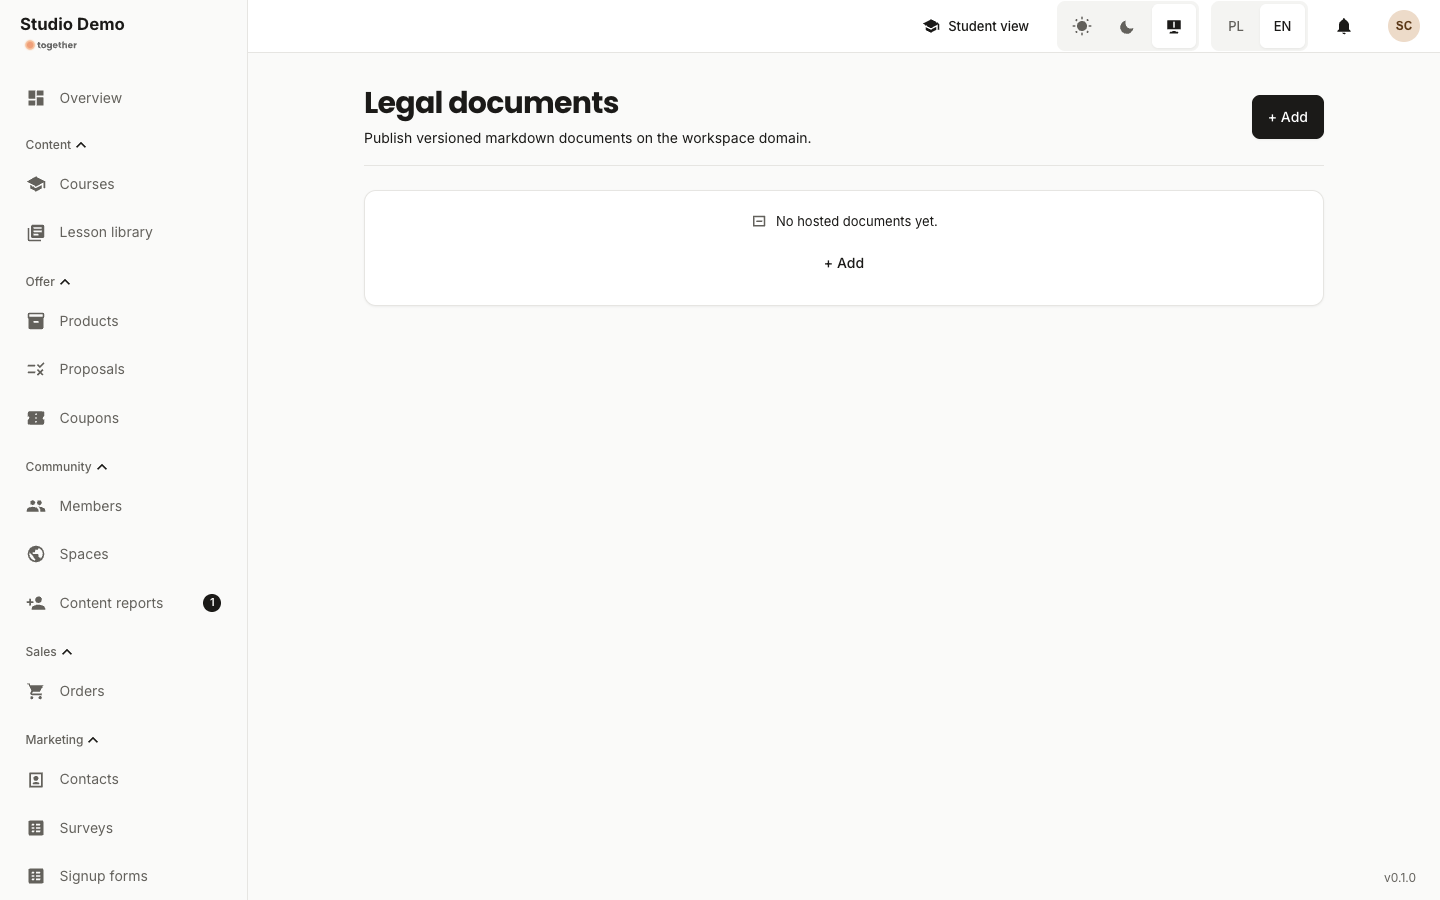 Studio Demo
together
Student view
PL
EN
SC
Overview
Content
Courses
Lesson library
Offer
Products
Proposals
Coupons
Community
Members
Spaces
Content reports
1
Sales
Orders
Marketing
Contacts
Surveys
Signup forms
Legal documents
Publish versioned markdown documents on the workspace domain.
+ Add
No hosted documents yet.
+ Add
v0.1.0